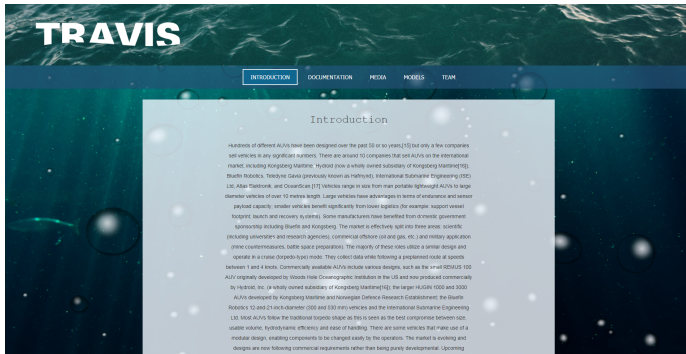 TRAVIS
INTRODUCTION DOCUMENTATION MEDIA MODELS TEAM
Introduction
Hundreds of different AUVs have been designed over the past 50 or so years,[15] but only a few companies
sell vehicles in any significant numbers. There are around 10 companies that sell AUVs on the international
market, including Kongsberg Maritime, Hydroid (now a wholly owned subsidiary of Kongsberg Maritime[16]),
Bluefin Robotics, Teledyne Gavia (previously known as Hafmynd), International Submarine Engineering (ISE)
Ltd, Atlas Elektronik, and OceanScan.[17] Vehicles range in size from man portable lightweight AUVs to large
diameter vehicles of over 10 metres length. Large vehicles have advantages in terms of endurance and sensor
payload capacity; smaller vehicles benefit significantly from lower logistics (for example: support vessel
footprint; launch and recovery systems). Some manufacturers have benefited from domestic government
sponsorship including Bluefin and Kongsberg. The market is effectively split into three areas: scientific
(including universities and research agencies), commercial offshore (oil and gas, etc.) and military application
(mine countermeasures, battle space preparation). The majority of these roles utilize a similar design and
operate in a cruise (torpedo-type) mode. They collect data while following a preplanned route at speeds
between 1 and 4 knots. Commercially available AUVs include various designs, such as the small REMUS 100
AUV originally developed by Woods Hole Oceanographic Institution in the US and now produced commercially
by Hydroid, Inc. (a wholly owned subsidiary of Kongsberg Maritime[16]); the larger HUGIN 1000 and 3000
AUVs developed by Kongsberg Maritime and Norwegian Defence Research Establishment; the Bluefin
Robotics 12-and-21-inch-diameter (300 and 530 mm) vehicles and the International Submarine Engineering
Ltd. Most AUVs follow the traditional torpedo shape as this is seen as the best compromise between size,
usable volume, hydrodynamic efficiency and ease of handling. There are some vehicles that make use of a
modular design, enabling components to be changed easily by the operators. The market is evolving and
designs are now following commercial requirements rather than being purely developmental. Upcoming